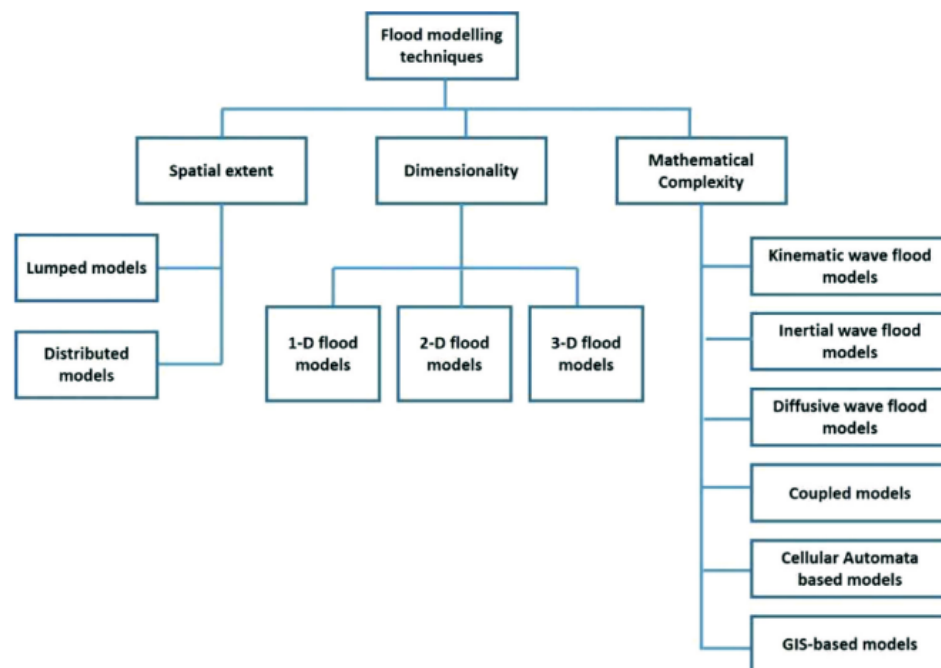 Flood modelling
techniques
Spatial extent
Dimensionality
Mathematical
Complexity
Lumped models
Distributed
models
1-D flood
models
2-D flood
models
3-D flood
models
Kinematic wave flood
models
Inertial wave flood
models
Diffusive wave flood
models
Coupled models
Cellular Automata
based models
GIS-based models